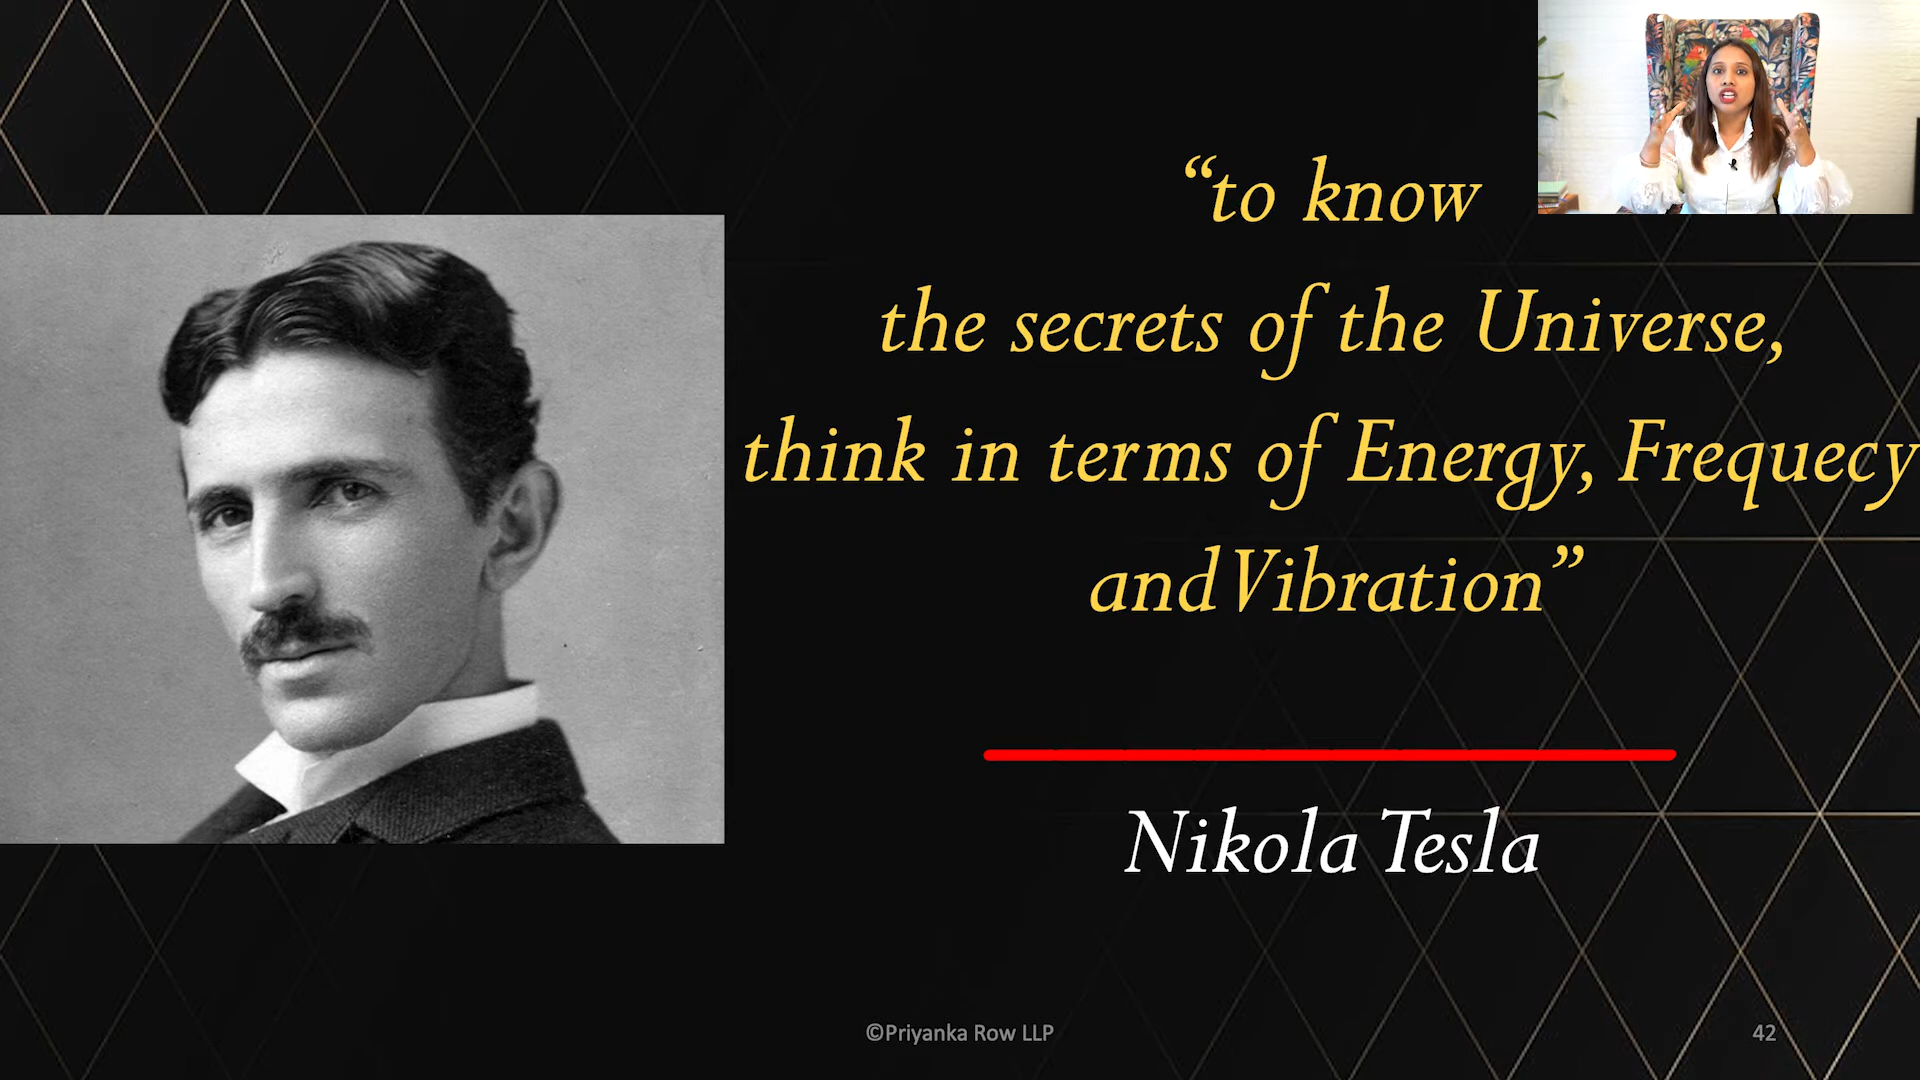 “to know
the secrets of the Universe,
think in terms of Energy, Frequecy
and Vibration”
Nikola Tesla
©Priyanka Row LLP
42